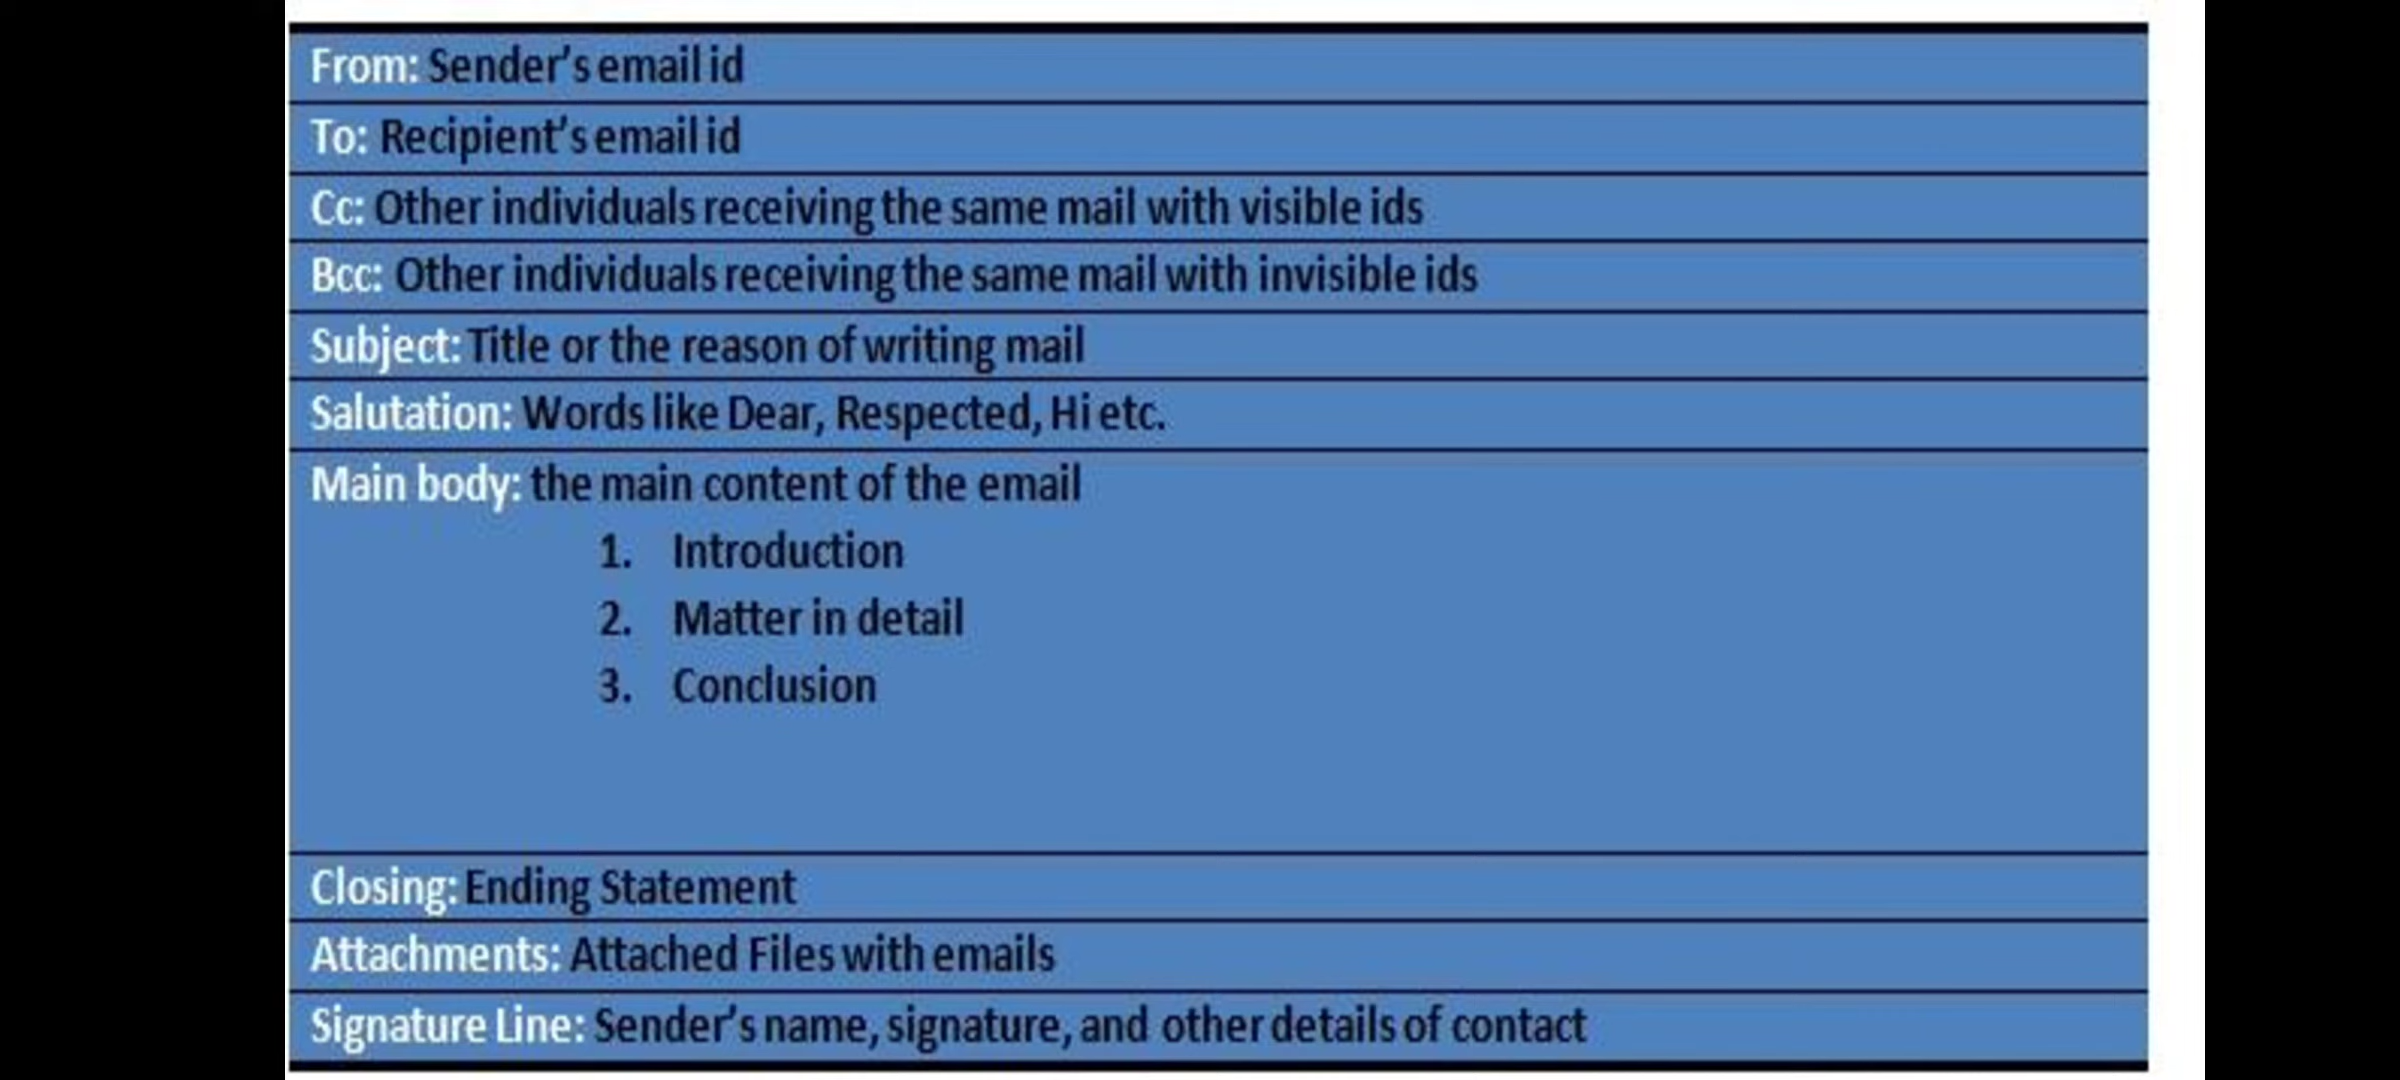 From: Sender's email id
To: Recipient's email id
Cc: Other individuals receiving the same mail with visible ids
Bcc: Other individuals receiving the same mail with invisible ids
Subject: Title or the reason of writing mail
Salutation: Words like Dear, Respected, Hi etc.
Main body: the main content of the email
1. Introduction
2. Matter in detail
3. Conclusion
Closing: Ending Statement
Attachments: Attached Files with emails
Signature Line: Sender's name, signature, and other details of contact